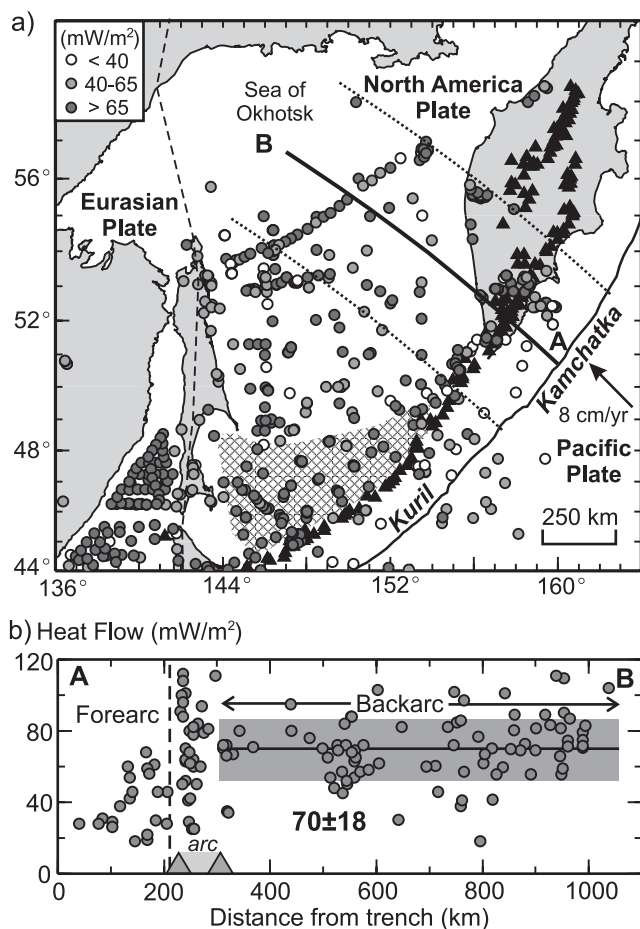 a)
(mW/m²)
< 40
40-65
> 65
Sea of
Okhotsk
North America
Plate
B
Eurasian
Plate
A
Kamchatka
8 cm/yr
Pacific
Plate
Kuril
250 km
56°
52°
48°
44°
136°
144°
152°
160°
b) Heat Flow (mW/m²)
120
80
40
0
A
B
Forearc
Backarc
70±18
arc
0
200
400
600
800
1000
Distance from trench (km)